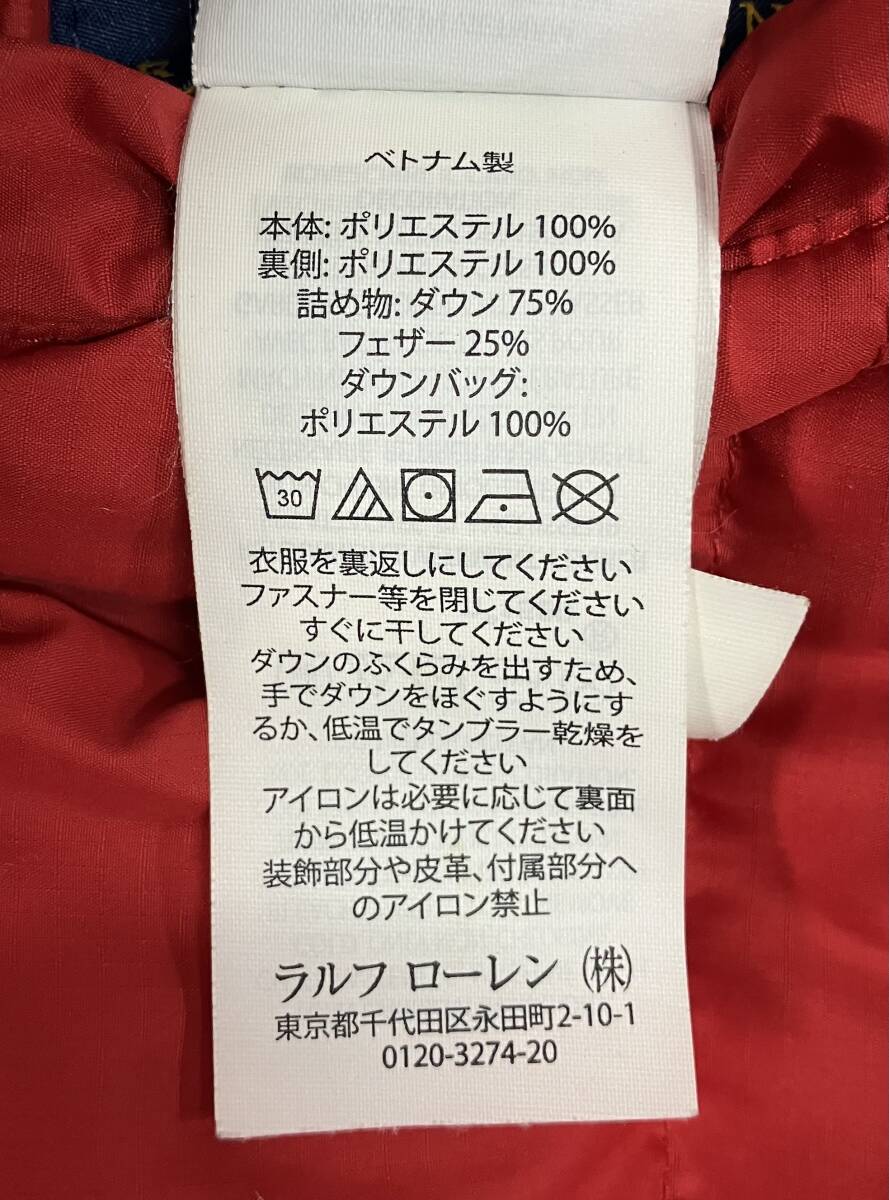 ベトナム製
本体: ポリエステル 100%
裏側: ポリエステル 100%
詰め物: ダウン 75%
フェザー 25%
ダウンバッグ:
ポリエステル 100%
30
衣服を裏返しにしてください
ファスナー等を閉じてください
すぐに干してください
ダウンのふくらみを出すため、
手でダウンをほぐすようにす
るか、低温でタンブラー乾燥を
してください
アイロンは必要に応じて裏面
から低温かけてください
装飾部分や皮革、付属部分へ
のアイロン禁止
ラルフ ローレン (株)
東京都千代田区永田町2-10-1
0120-3274-20